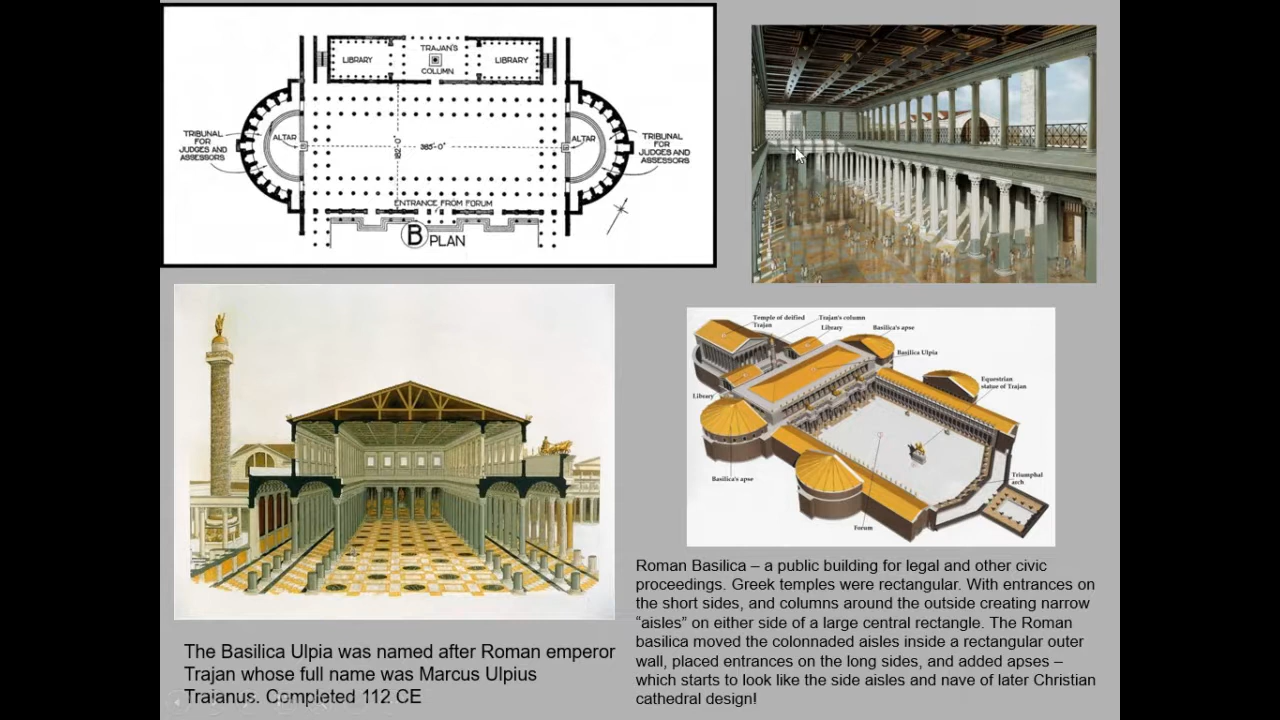 TRAJAN'S
COLUMN
LIBRARY
LIBRARY
TRIBUNAL
FOR
JUDGES AND
ASSESSORS
ALTAR
182'-0"
385'-0"
ALTAR
TRIBUNAL
FOR
JUDGES AND
ASSESSORS
ENTRANCE FROM FORUM
B PLAN
Temple of deified
Trajan
Trajan's column
Library
Basilica's apse
Basilica Ulpia
Equestrian
statue of Trajan
Library
Basilica's apse
Triumphal
arch
Forum
The Basilica Ulpia was named after Roman emperor
Trajan whose full name was Marcus Ulpius
Traianus. Completed 112 CE
Roman Basilica – a public building for legal and other civic
proceedings. Greek temples were rectangular. With entrances on
the short sides, and columns around the outside creating narrow
“aisles” on either side of a large central rectangle. The Roman
basilica moved the colonnaded aisles inside a rectangular outer
wall, placed entrances on the long sides, and added apses –
which starts to look like the side aisles and nave of later Christian
cathedral design!